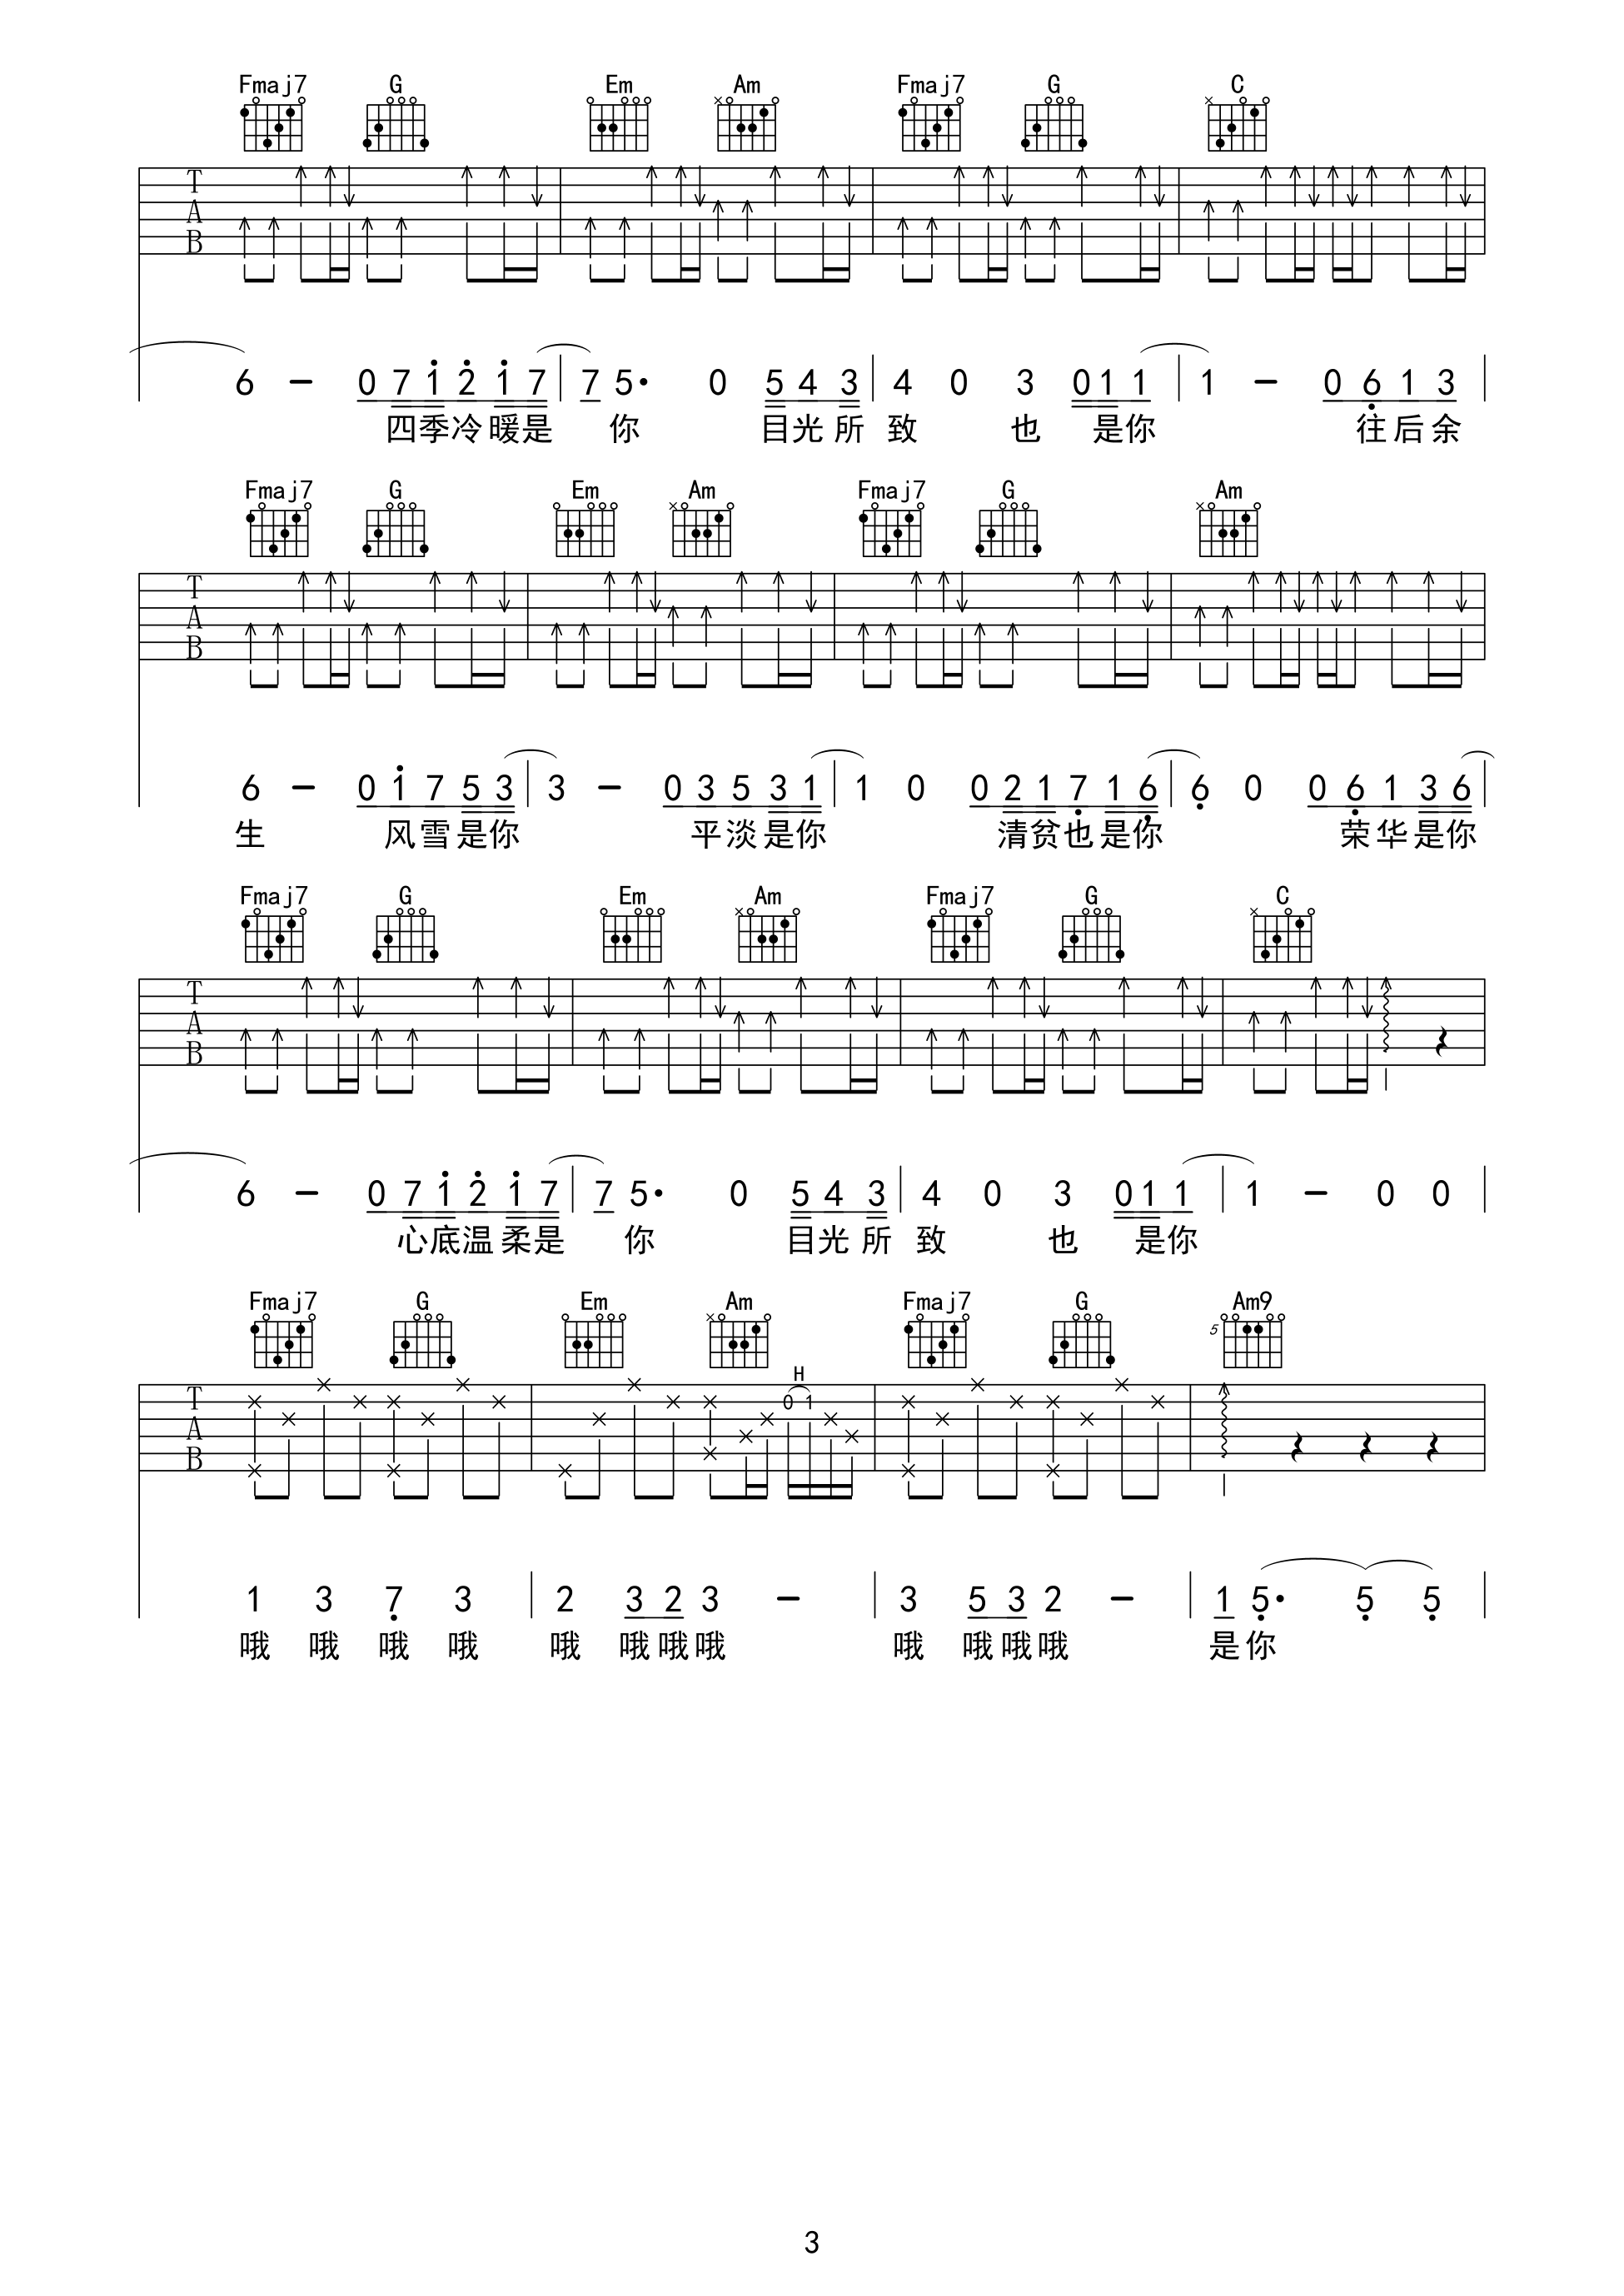 Fmaj7 G Em Am Fmaj7 G C
T
A
B
6 - 0 7 1 2 1 7 7 5· 0 5 4 3 4 0 3 0 1 1 1 - 0 6 1 3
四季冷暖是 你 目光所 致 也 是你 往后余
Fmaj7 G Em Am Fmaj7 G Am
T
A
B
6 - 0 1 7 5 3 3 - 0 3 5 3 1 1 0 0 2 1 7 1 6 6 0 0 6 1 3 6
生 风雪是你 平淡是你 清贫也是你 荣华是你
Fmaj7 G Em Am Fmaj7 G C
T
A
B
6 - 0 7 1 2 1 7 7 5· 0 5 4 3 4 0 3 0 1 1 1 - 0 0
心底温柔是 你 目光所 致 也 是你
Fmaj7 G Em Am Fmaj7 G Am9
5
H
0 1
T
A
B
1 3 7 3 2 3 2 3 - 3 5 3 2 - 1 5· 5 5
哦 哦 哦 哦 哦 哦哦哦 哦 哦哦哦 是你
3